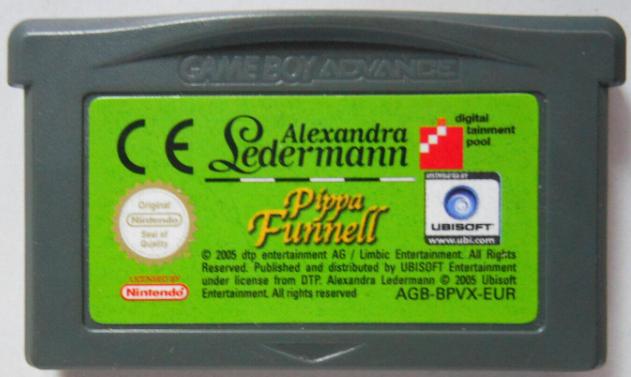 GAME BOY ADVANCE
CE
Alexandra
Ledermann
digital
tainment
pool
Original
Nintendo
Seal of
Quality
Pippa
Funnell
DISTRIBUTED BY
UBISOFT
www.ubi.com
© 2005 dtp entertainment AG / Limbic Entertainment. All Rights
Reserved. Published and distributed by UBISOFT Entertainment
under license from DTP. Alexandra Ledermann © 2005 Ubisoft
Entertainment. All rights reserved
AGB-BPVX-EUR
LICENSED BY
Nintendo